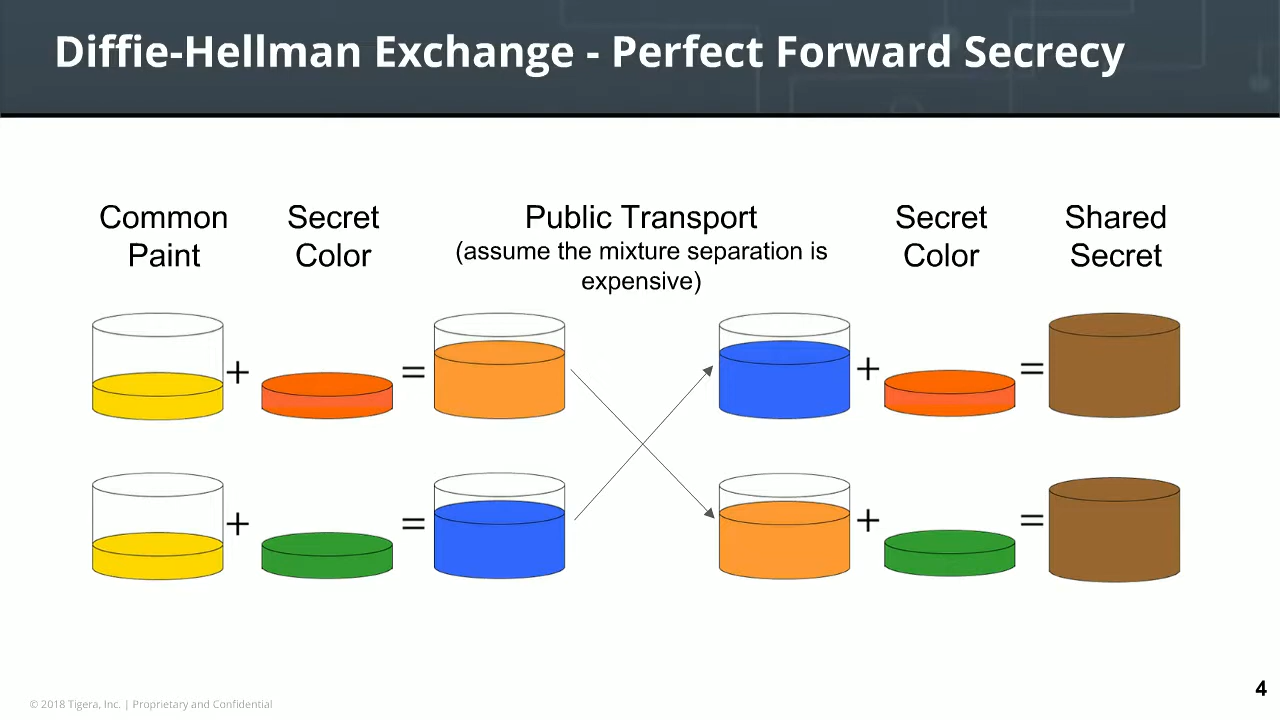 Diffie-Hellman Exchange - Perfect Forward Secrecy
Common
Paint
Secret
Color
Public Transport
(assume the mixture separation is
expensive)
Secret
Color
Shared
Secret
+
=
+
=
+
=
+
=
© 2018 Tigera, Inc. | Proprietary and Confidential
4